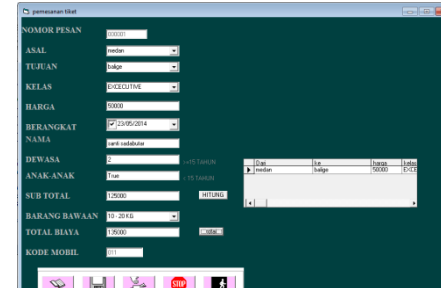 pemesanan tiket
NOMOR PESAN 000001
ASAL medan
TUJUAN balige
KELAS EXCECUTIVE
HARGA 50000
BERANGKAT 23/05/2014
NAMA santi sadabutar
DEWASA 2 >=15 TAHUN
ANAK-ANAK True < 15 TAHUN
Dari ke harga kelas
medan balige 50000 EXCE
SUB TOTAL 125000 HITUNG
BARANG BAWAAN 10 - 20 KG
TOTAL BIAYA 135000 total
KODE MOBIL 011
STOP